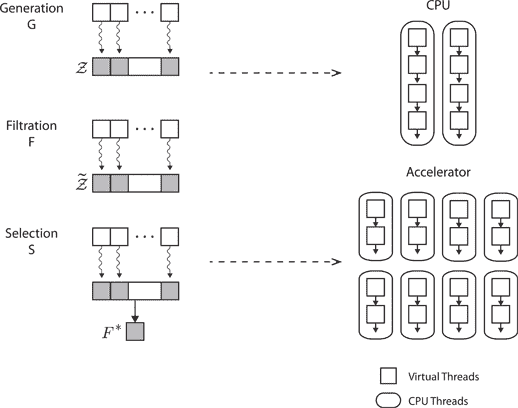 Generation
G
𝒵
Filtration
F
𝒵̃
Selection
S
F*
CPU
Accelerator
Virtual Threads
CPU Threads